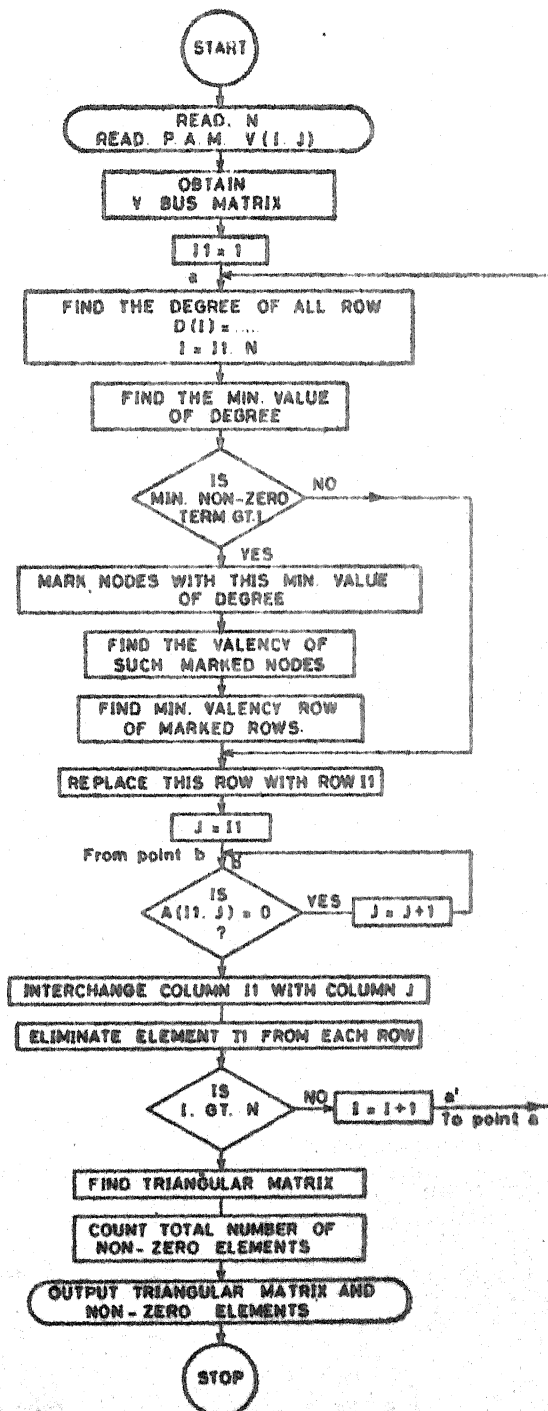 START
READ. N
READ. P.A.M. V(I.J)
OBTAIN
Y BUS MATRIX
I1 = 1
a
FIND THE DEGREE OF ALL ROW
D(I) = ....
I = I1. N
FIND THE MIN. VALUE
OF DEGREE
IS
MIN. NON-ZERO
TERM GT.1
NO
YES
MARK NODES WITH THIS MIN. VALUE
OF DEGREE
FIND THE VALENCY OF
SUCH MARKED NODES
FIND MIN. VALENCY ROW
OF MARKED ROWS.
REPLACE THIS ROW WITH ROW I1
J = I1
From point b
B
IS
A(I1. J) = 0
?
YES
J = J+1
INTERCHANGE COLUMN I1 WITH COLUMN J
ELIMINATE ELEMENT I1 FROM EACH ROW
IS
I. GT. N
NO
I = I+1
a'
To point a
FIND TRIANGULAR MATRIX
COUNT TOTAL NUMBER OF
NON-ZERO ELEMENTS
OUTPUT TRIANGULAR MATRIX AND
NON-ZERO ELEMENTS
STOP